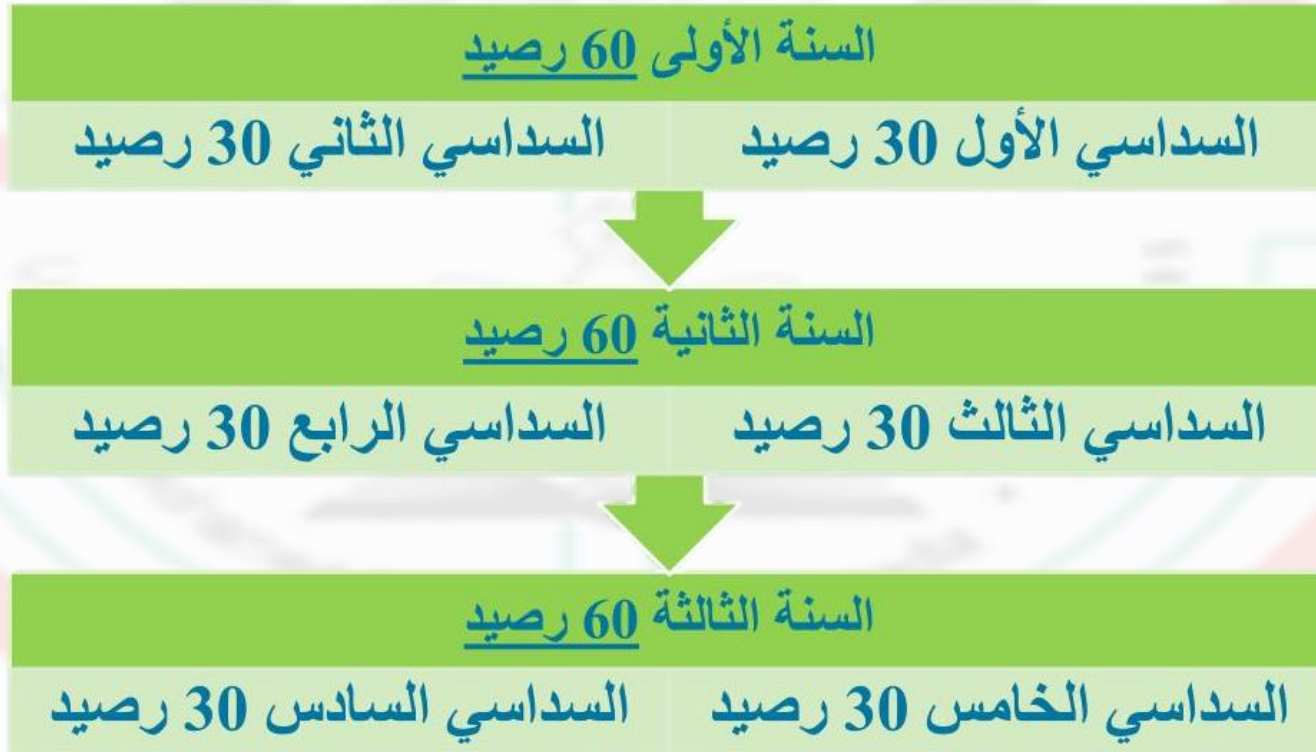 السنة الأولى 60 رصيد
السداسي الأول 30 رصيد
السداسي الثاني 30 رصيد
السنة الثانية 60 رصيد
السداسي الثالث 30 رصيد
السداسي الرابع 30 رصيد
السنة الثالثة 60 رصيد
السداسي الخامس 30 رصيد
السداسي السادس 30 رصيد